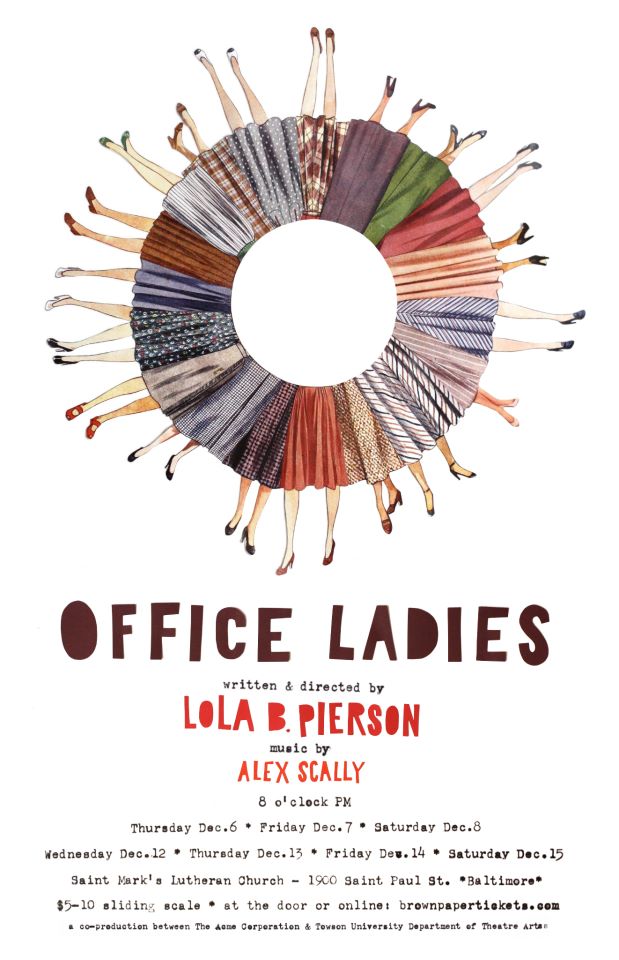 OFFICE LADIES
written & directed by
LOLA B. PIERSON
music by
ALEX SCALLY
8 o'clock PM
Thursday Dec.6 * Friday Dec.7 * Saturday Dec.8
Wednesday Dec.12 * Thursday Dec.13 * Friday Dec.14 * Saturday Dec.15
Saint Mark's Lutheran Church - 1900 Saint Paul St. *Baltimore*
$5-10 sliding scale * at the door or online: brownpapertickets.com
a co-production between The Acme Corporation & Towson University Department of Theatre Arts